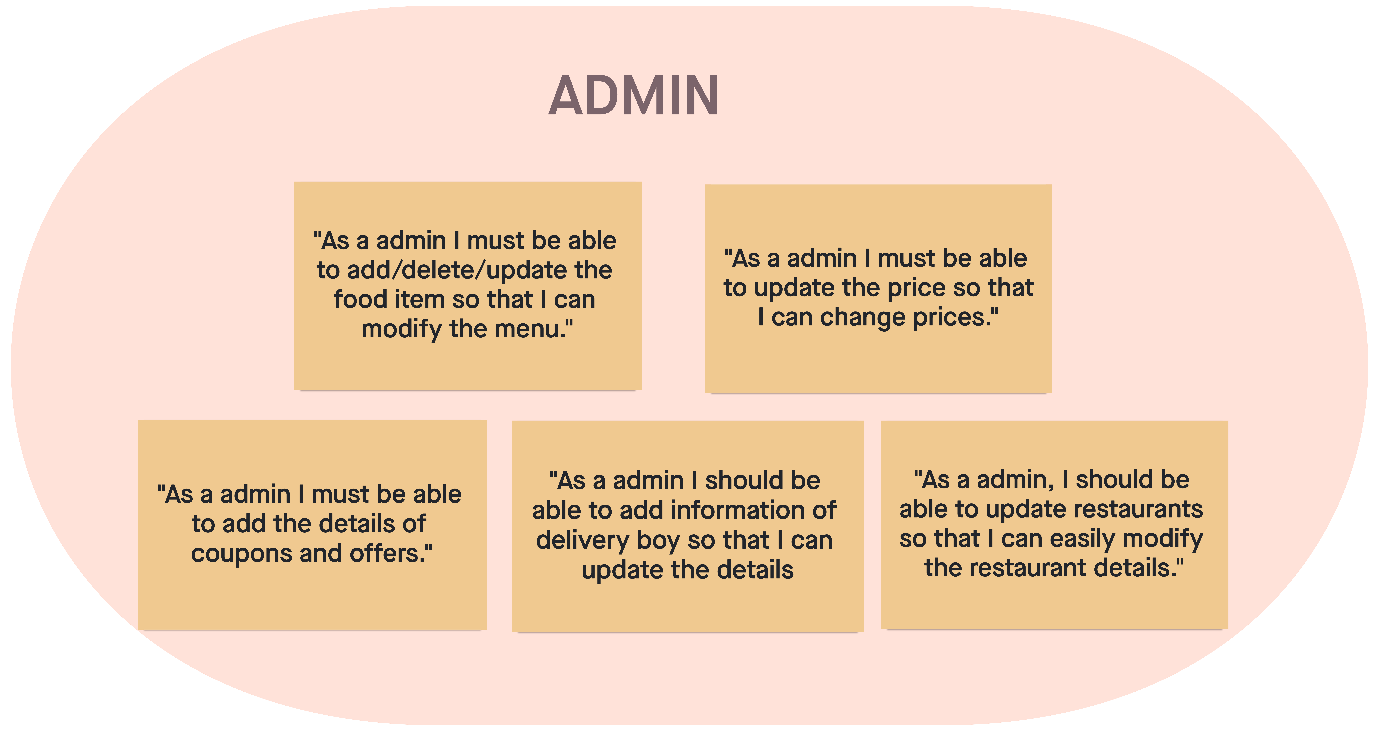 ADMIN
"As a admin I must be able
to add/delete/update the
food item so that I can
modify the menu."
"As a admin I must be able
to update the price so that
I can change prices."
"As a admin I must be able
to add the details of
coupons and offers."
"As a admin I should be
able to add information of
delivery boy so that I can
update the details
"As a admin, I should be
able to update restaurants
so that I can easily modify
the restaurant details."